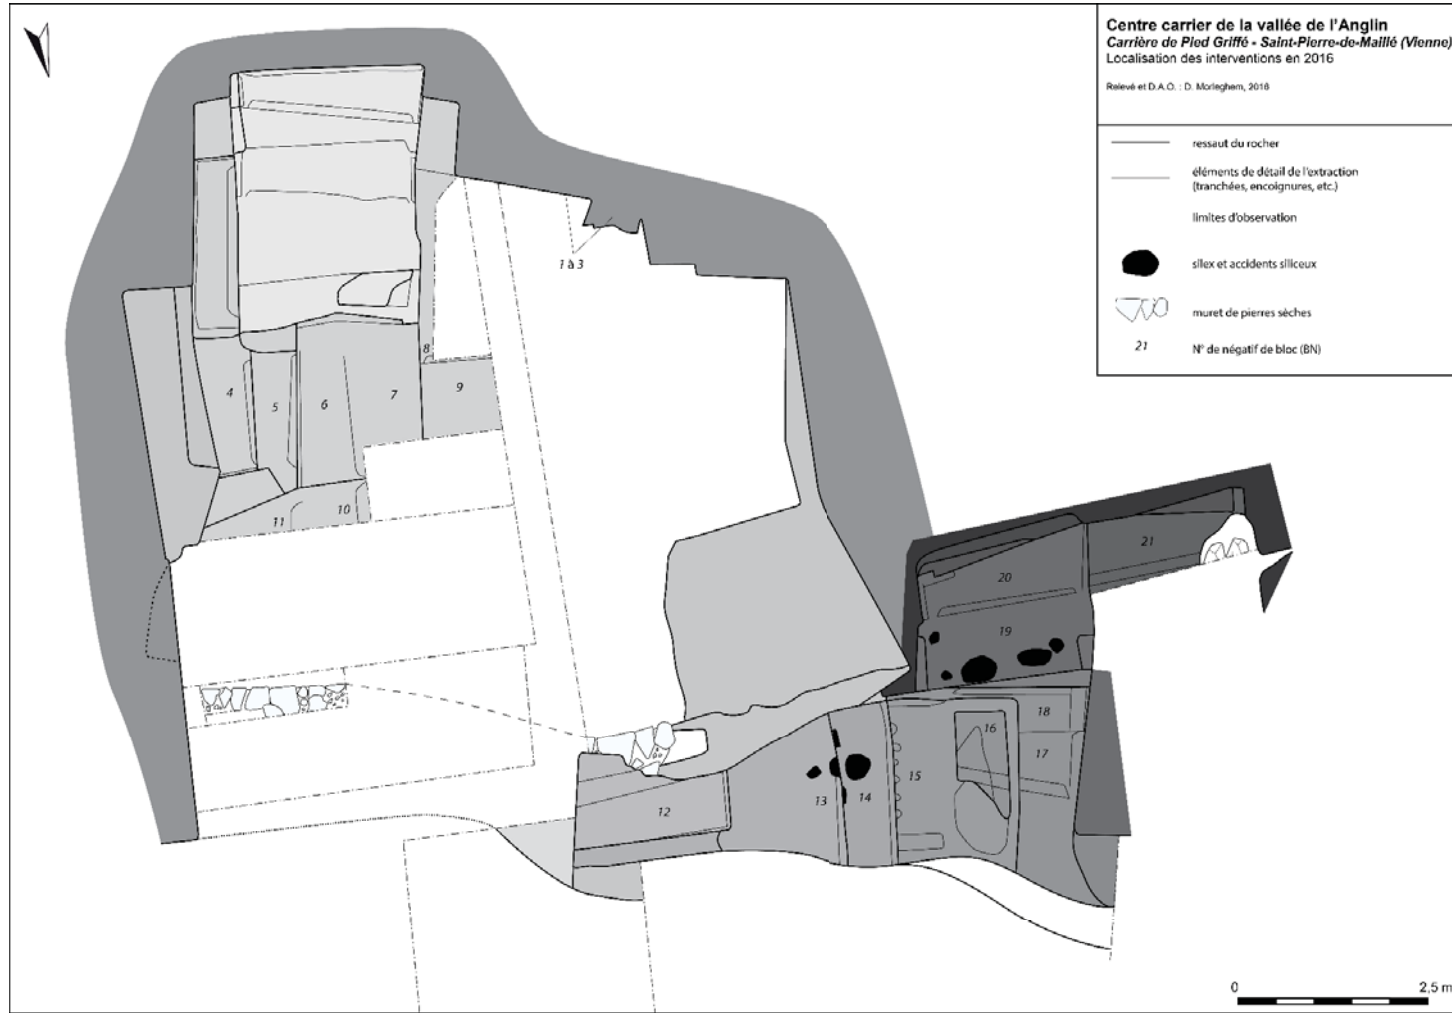 Centre carrier de la vallée de l'Anglin
Carrière de Pied Griffé - Saint-Pierre-de-Maillé (Vienne)
Localisation des interventions en 2016
Relevé et D.A.O. : D. Morleghem, 2016
ressaut du rocher
éléments de détail de l'extraction
(tranchées, encoignures, etc.)
limites d'observation
silex et accidents siliceux
muret de pierres sèches
21 N° de négatif de bloc (BN)
1 à 3
8
9
4
5
6
7
10
11
21
20
19
18
16
17
15
14
13
12
0 2,5 m